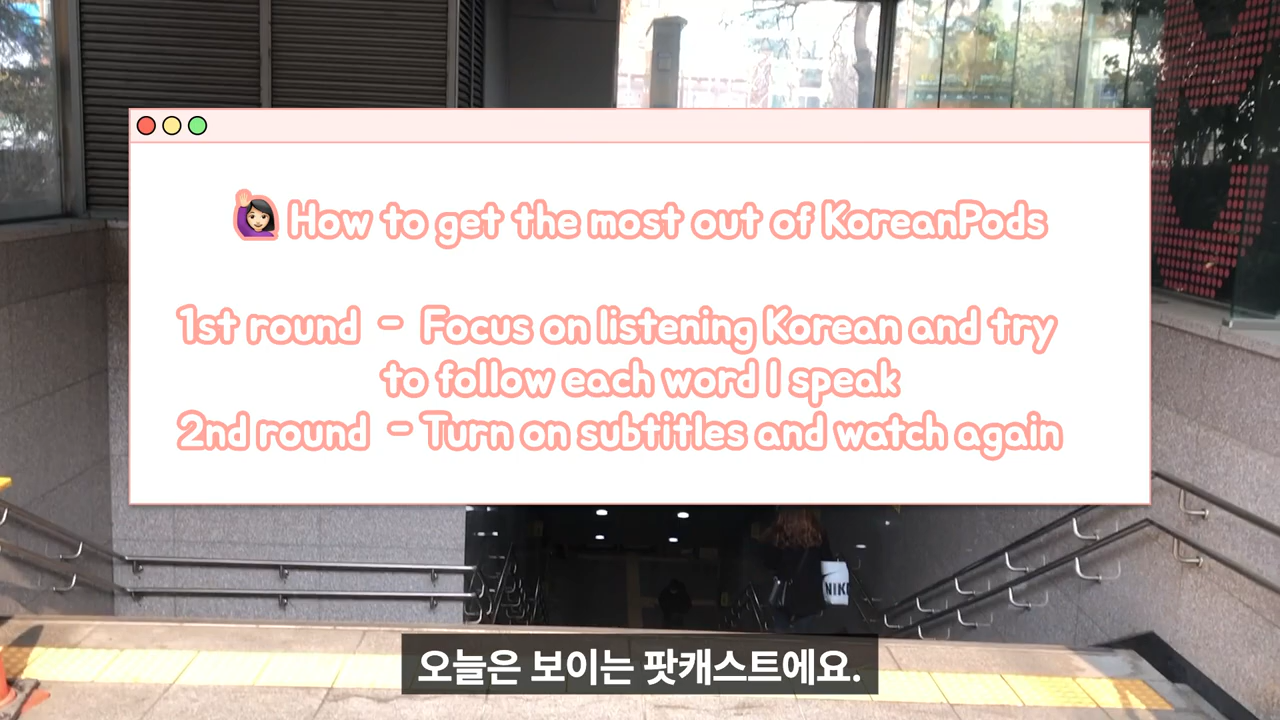 🙋🏻‍♀️ How to get the most out of KoreanPods
1st round - Focus on listening Korean and try
to follow each word I speak
2nd round - Turn on subtitles and watch again
NIKE
오늘은 보이는 팟캐스트에요.